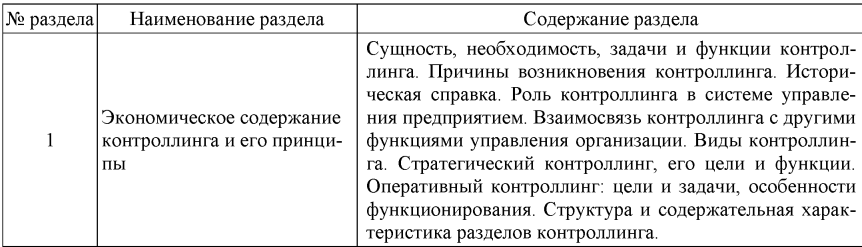 № раздела Наименование раздела Содержание раздела
1
Экономическое содержание
контроллинга и его принци-
пы
Сущность, необходимость, задачи и функции контрол-
линга. Причины возникновения контроллинга. Истори-
ческая справка. Роль контроллинга в системе управле-
ния предприятием. Взаимосвязь контроллинга с другими
функциями управления организации. Виды контроллин-
га. Стратегический контроллинг, его цели и функции.
Оперативный контроллинг: цели и задачи, особенности
функционирования. Структура и содержательная харак-
теристика разделов контроллинга.